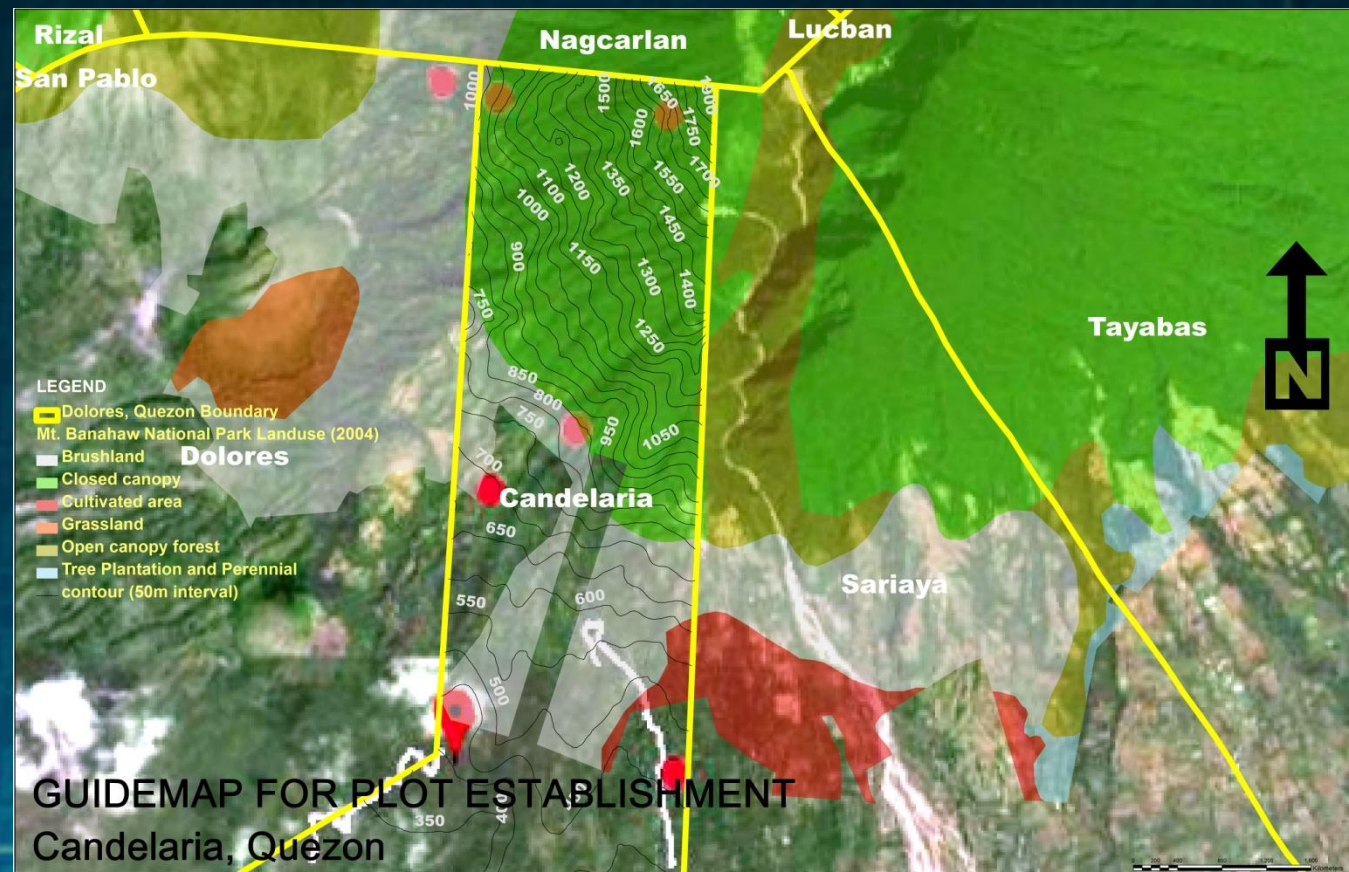 Rizal
Nagcarlan
Lucban
San Pablo
1000
1500
1650
1900
1600
1750
1100
1200
1350
1550
1700
1000
1450
900
1150
1300
1400
750
1250
Tayabas
N
850
800
750
950
1050
LEGEND
Dolores, Quezon Boundary
Mt. Banahaw National Park Landuse (2004)
Brushland
Closed canopy
Cultivated area
Grassland
Open canopy forest
Tree Plantation and Perennial
contour (50m interval)
Dolores
700
Candelaria
650
Sariaya
550
600
500
GUIDEMAP FOR PLOT ESTABLISHMENT
350
400
Candelaria, Quezon
Kilometers